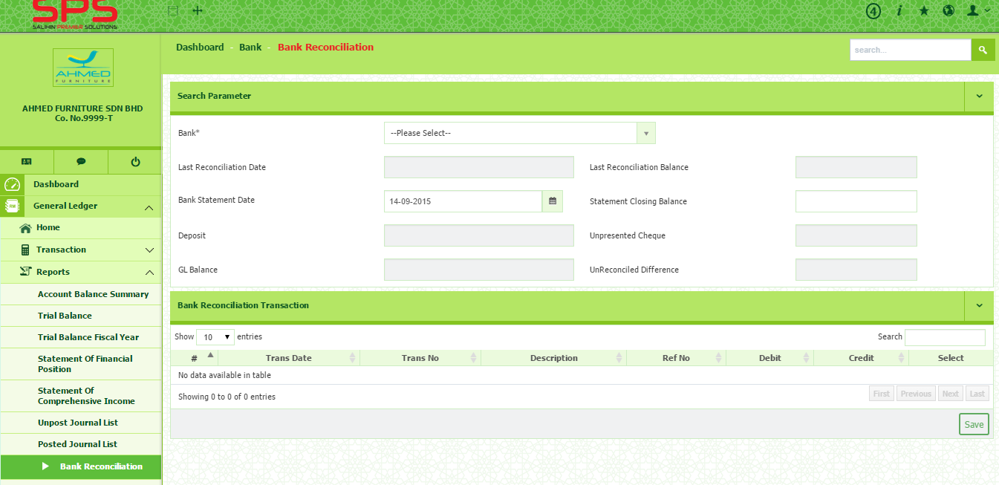 SPS
SALIHIN PREMIER SOLUTIONS
4
i
AHMED
FURNITURE
AHMED FURNITURE SDN BHD
Co. No.9999-T
Dashboard
RM
General Ledger
Home
Transaction
Reports
Account Balance Summary
Trial Balance
Trial Balance Fiscal Year
Statement Of Financial
Position
Statement Of
Comprehensive Income
Unpost Journal List
Posted Journal List
Bank Reconciliation
Dashboard - Bank - Bank Reconciliation
search...
Search Parameter
Bank*
--Please Select--
Last Reconciliation Date
Last Reconciliation Balance
Bank Statement Date
14-09-2015
Statement Closing Balance
Deposit
Unpresented Cheque
GL Balance
UnReconciled Difference
Bank Reconciliation Transaction
Show 10 entries
Search
# Trans Date Trans No Description Ref No Debit Credit Select
No data available in table
Showing 0 to 0 of 0 entries
First Previous Next Last
Save